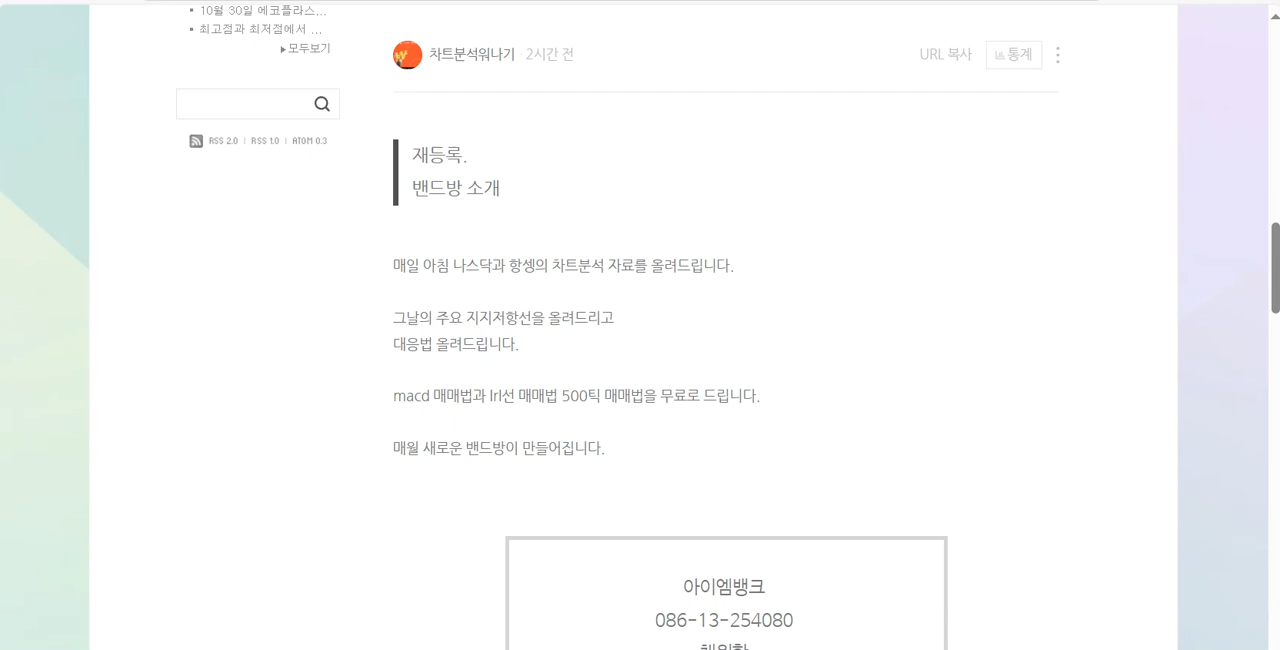 10월 30일 에코플라스...
최고점과 최저점에서 ...
모두보기
RSS 2.0 | RSS 1.0 | ATOM 0.3
차트분석워나기 · 2시간 전
URL 복사 통계
재등록.
밴드방 소개
매일 아침 나스닥과 항셍의 차트분석 자료를 올려드립니다.
그날의 주요 지지저항선을 올려드리고
대응법 올려드립니다.
macd 매매법과 lrl선 매매법 500틱 매매법을 무료로 드립니다.
매월 새로운 밴드방이 만들어집니다.
아이엠뱅크
086-13-254080